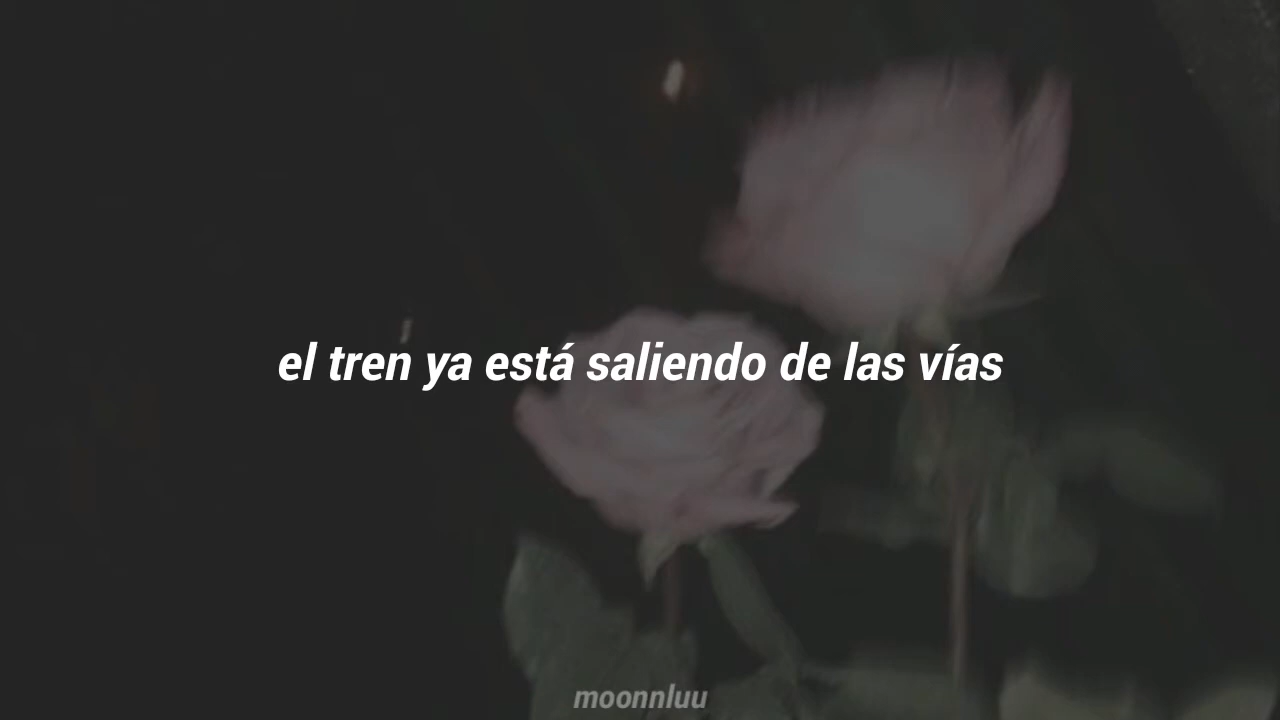 el tren ya está saliendo de las vías
moonnluu